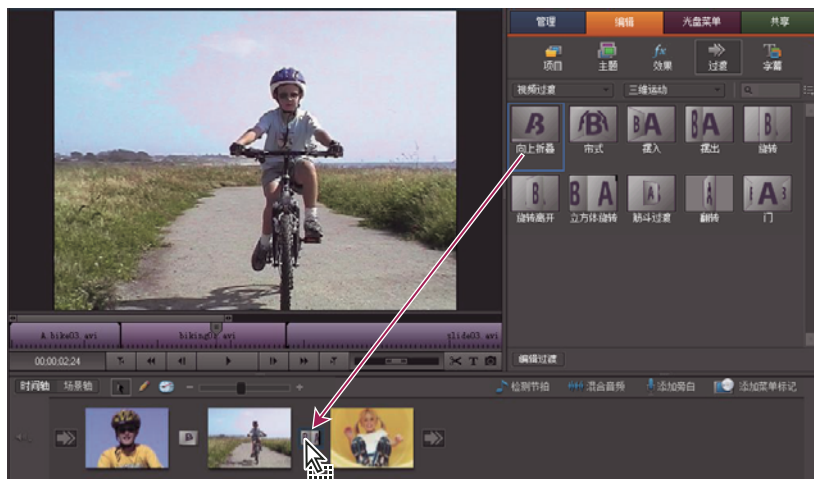 管理 编辑 光盘菜单 共享
项目 主题 fx 效果 过渡 字幕
视频过渡 三维运动
向上折叠 帘式 摆入 摆出 旋转
旋转离开 立方体旋转 筋斗过渡 翻转 门
A bike03.avi biking02.avi slide03.avi
00;00;02;24
编辑过渡
时间轴 场景轴 检测节拍 混合音频 添加旁白 添加菜单标记